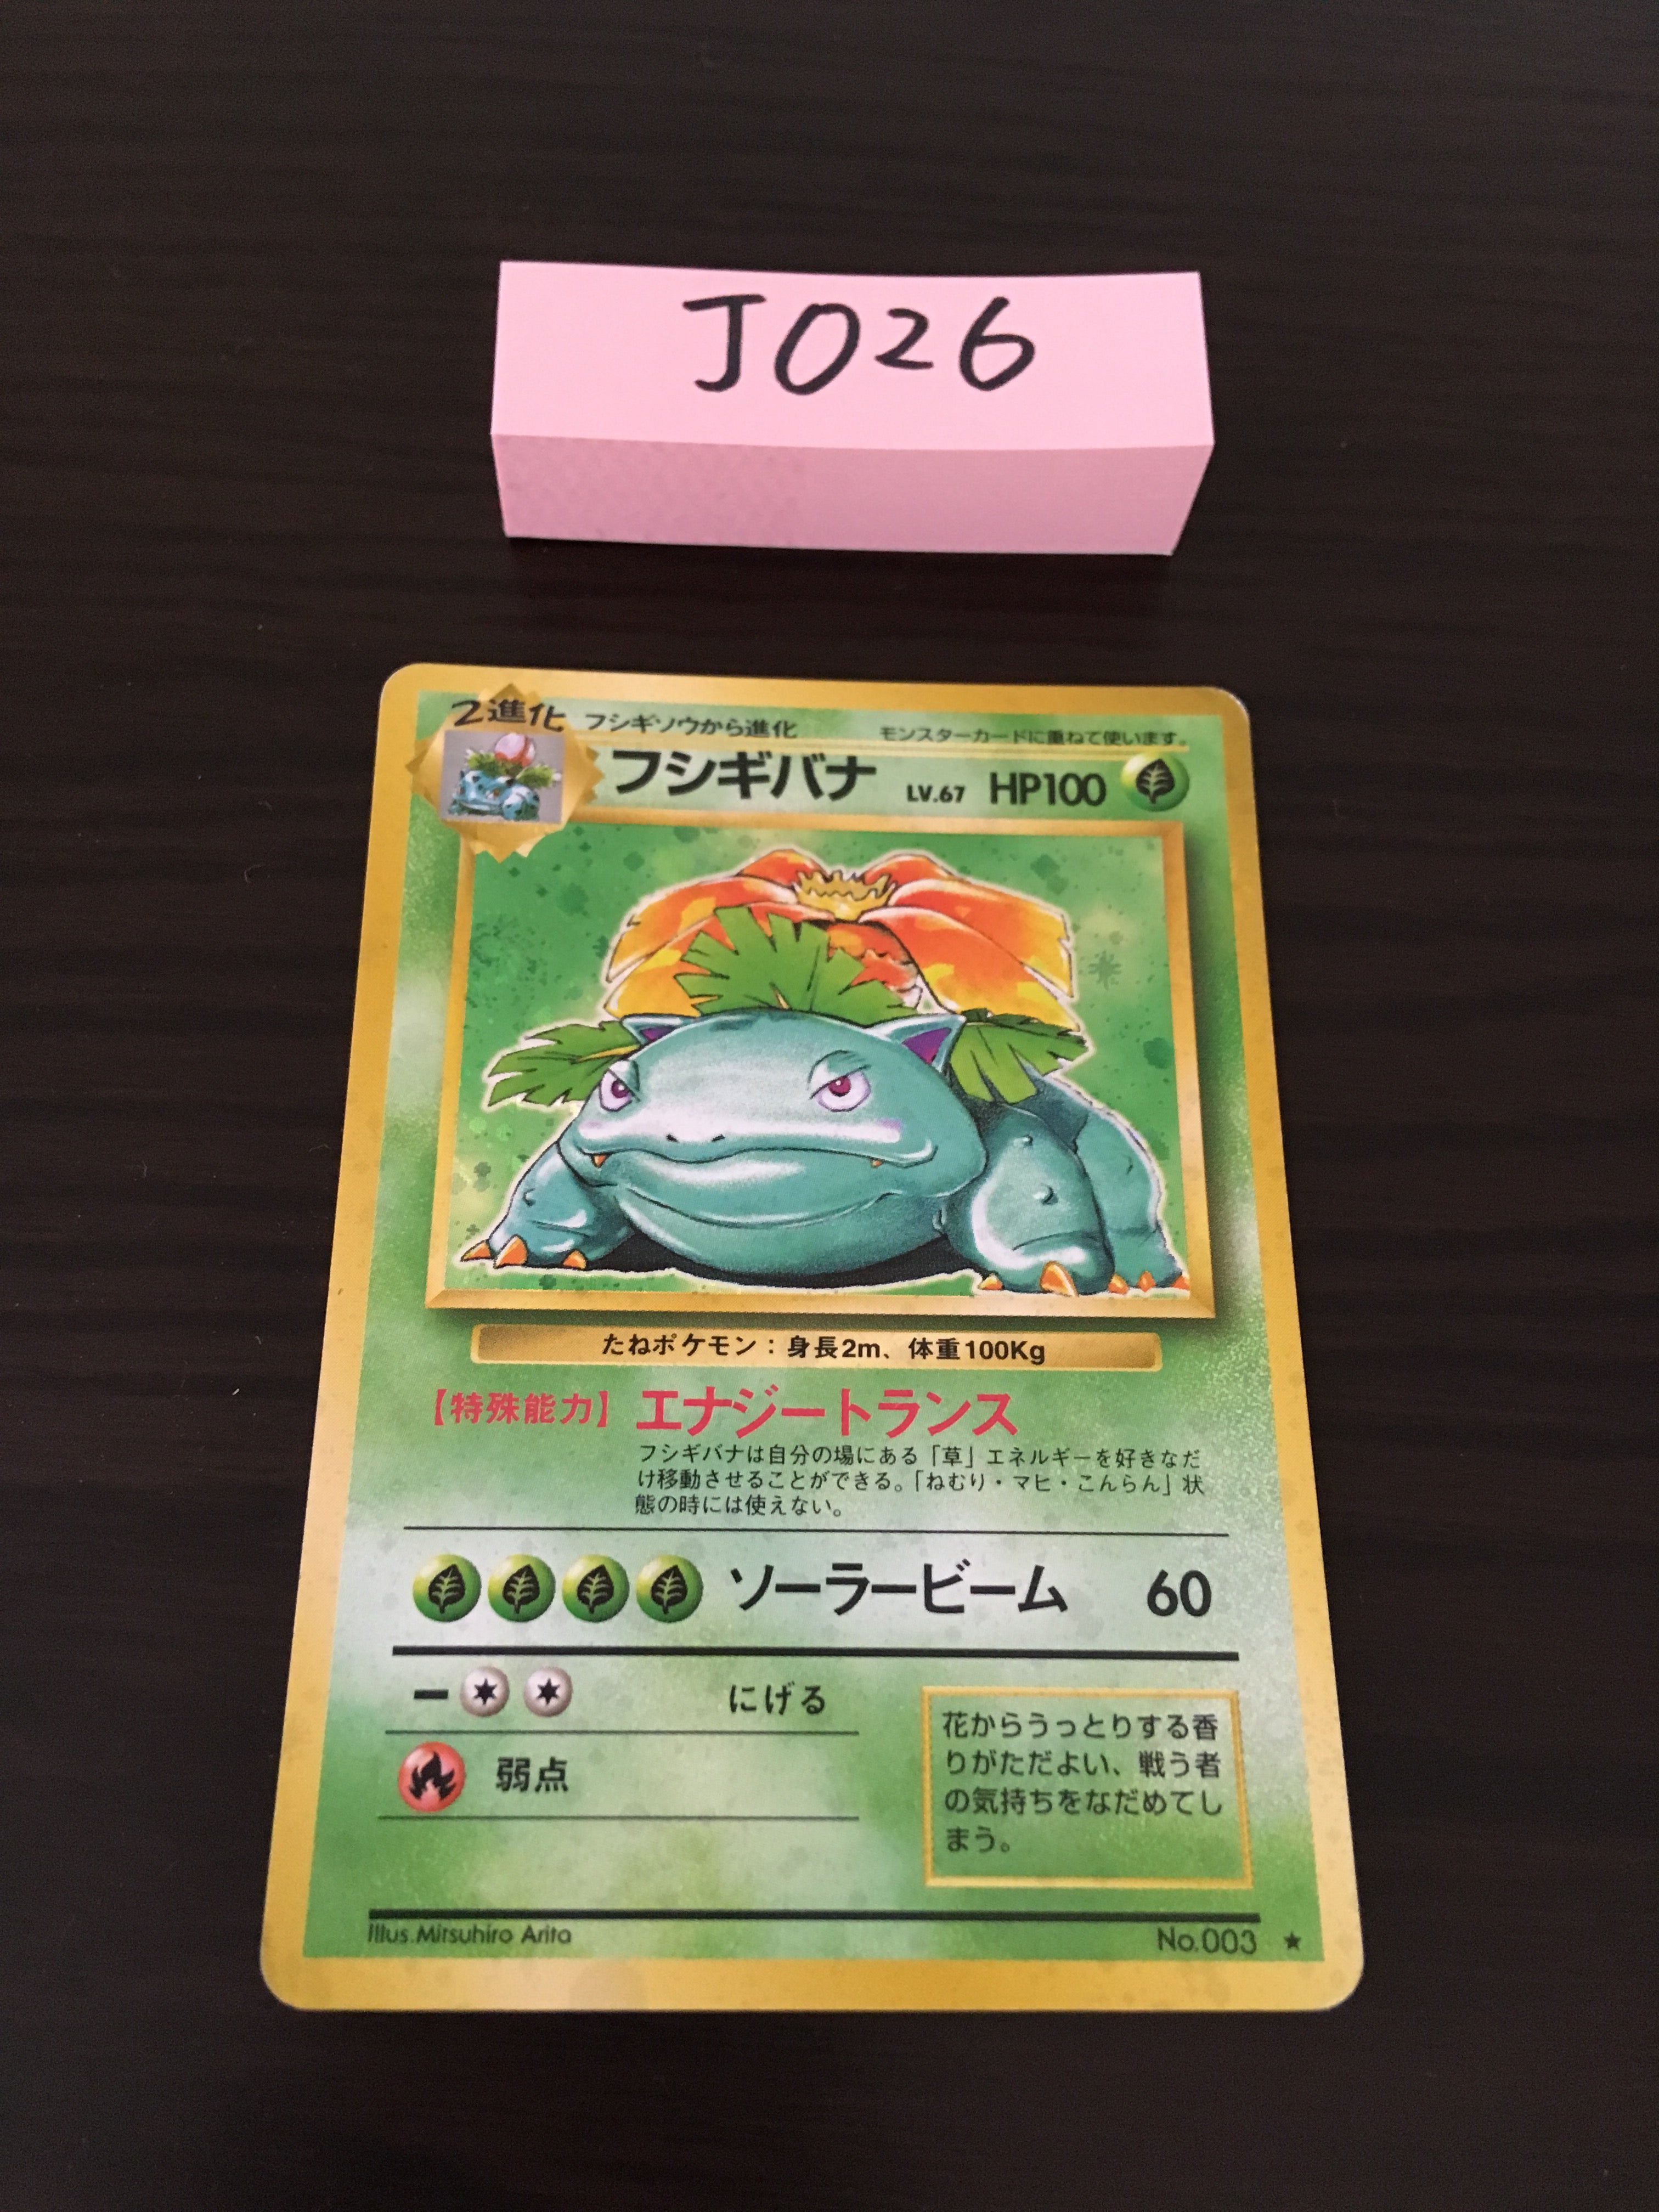 J026
2進化 フシギソウから進化 モンスターカードに重ねて使います。
フシギバナ LV.67 HP100
たねポケモン：身長2m、体重100Kg
【特殊能力】エナジートランス
フシギバナは自分の場にある「草」エネルギーを好きなだ
け移動させることができる。「ねむり・マヒ・こんらん」状
態の時には使えない。
ソーラービーム 60
にげる
弱点
花からうっとりする香
りがただよい、戦う者
の気持ちをなだめてし
まう。
Illus.Mitsuhiro Arita No.003 ★